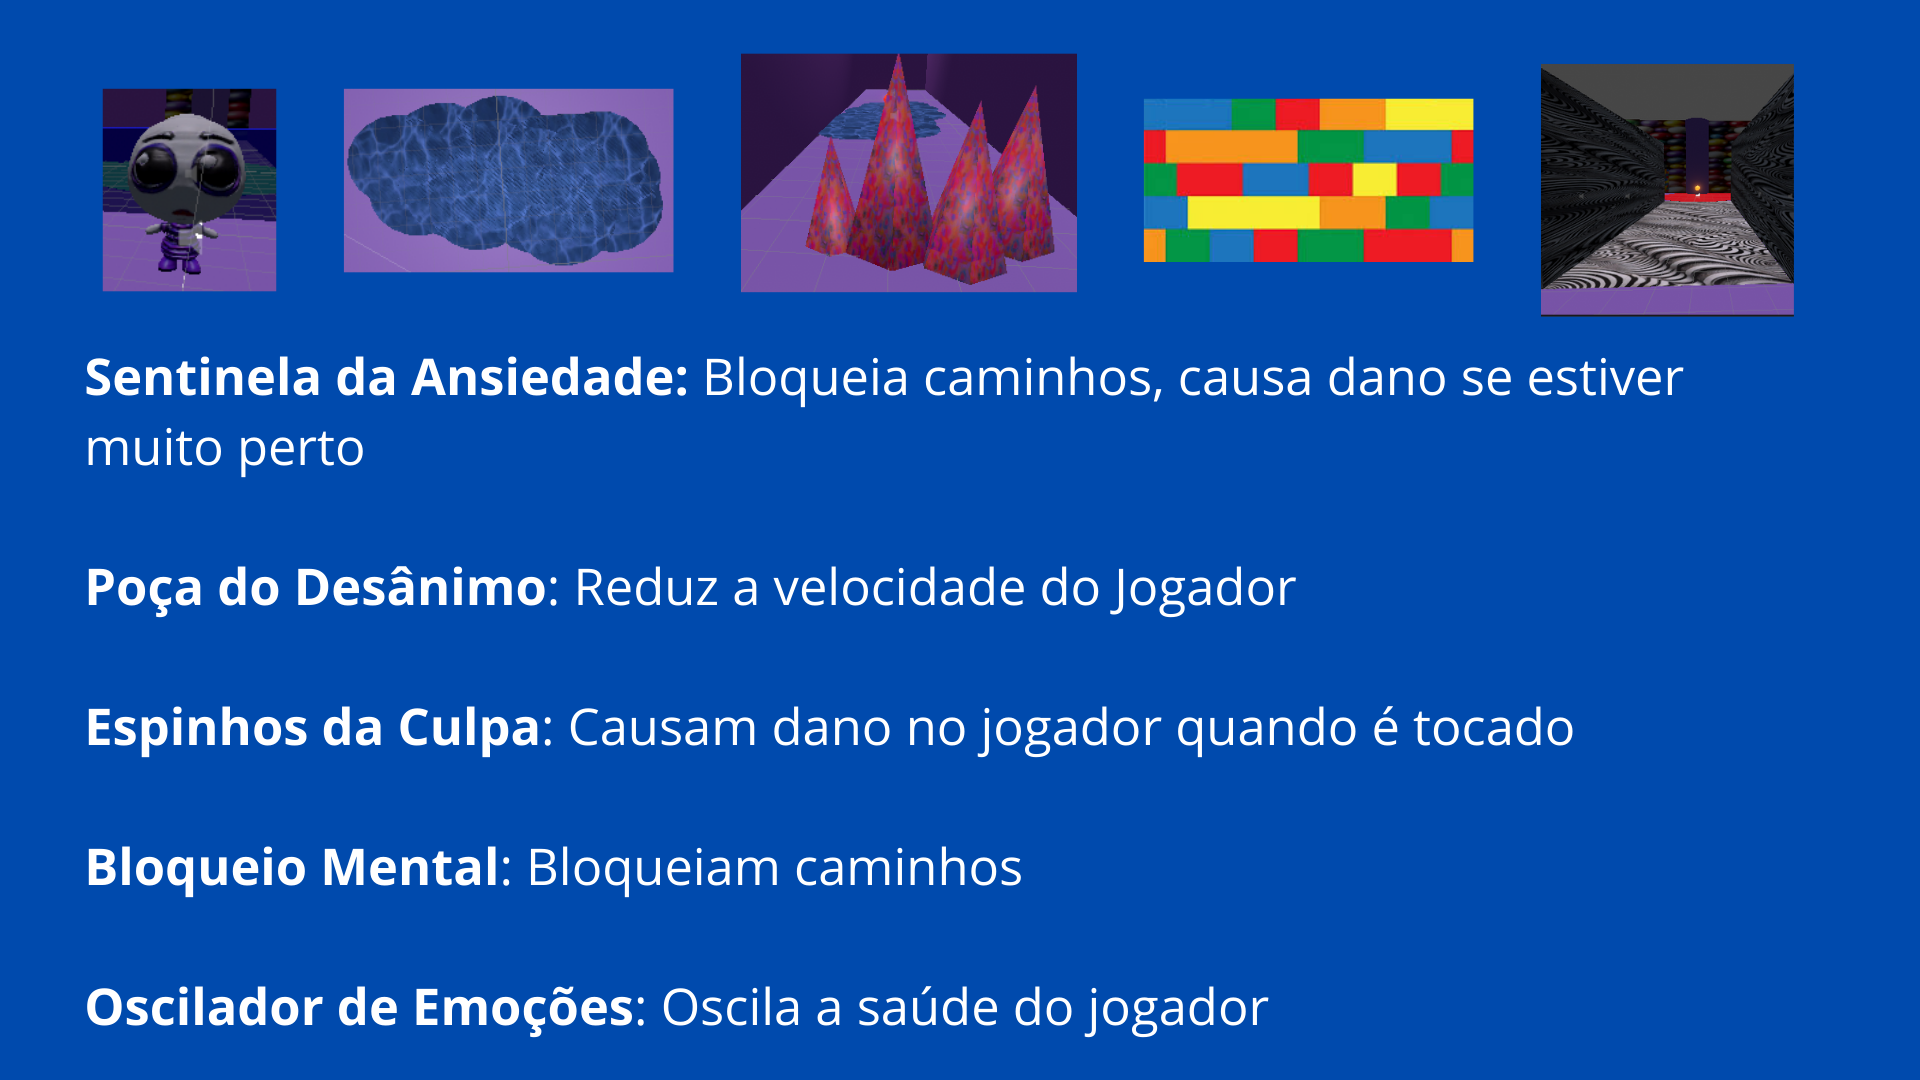 Sentinela da Ansiedade: Bloqueia caminhos, causa dano se estiver
muito perto
Poça do Desânimo: Reduz a velocidade do Jogador
Espinhos da Culpa: Causam dano no jogador quando é tocado
Bloqueio Mental: Bloqueiam caminhos
Oscilador de Emoções: Oscila a saúde do jogador